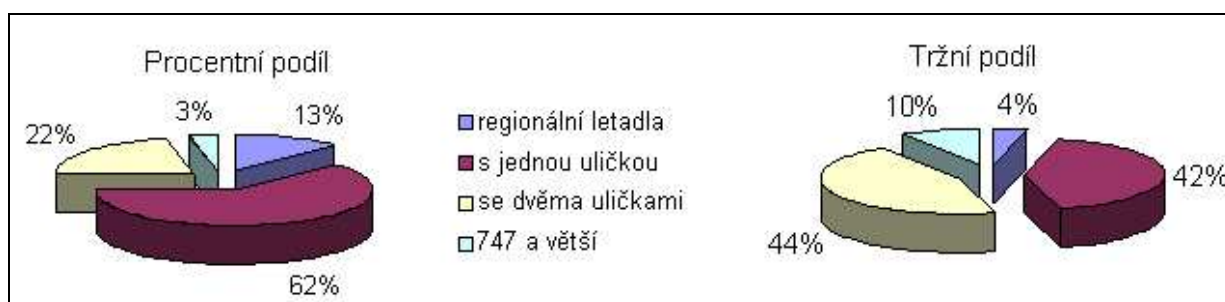 Procentní podíl
3%
13%
22%
62%
regionální letadla
s jednou uličkou
se dvěma uličkami
747 a větší
Tržní podíl
10%
4%
42%
44%